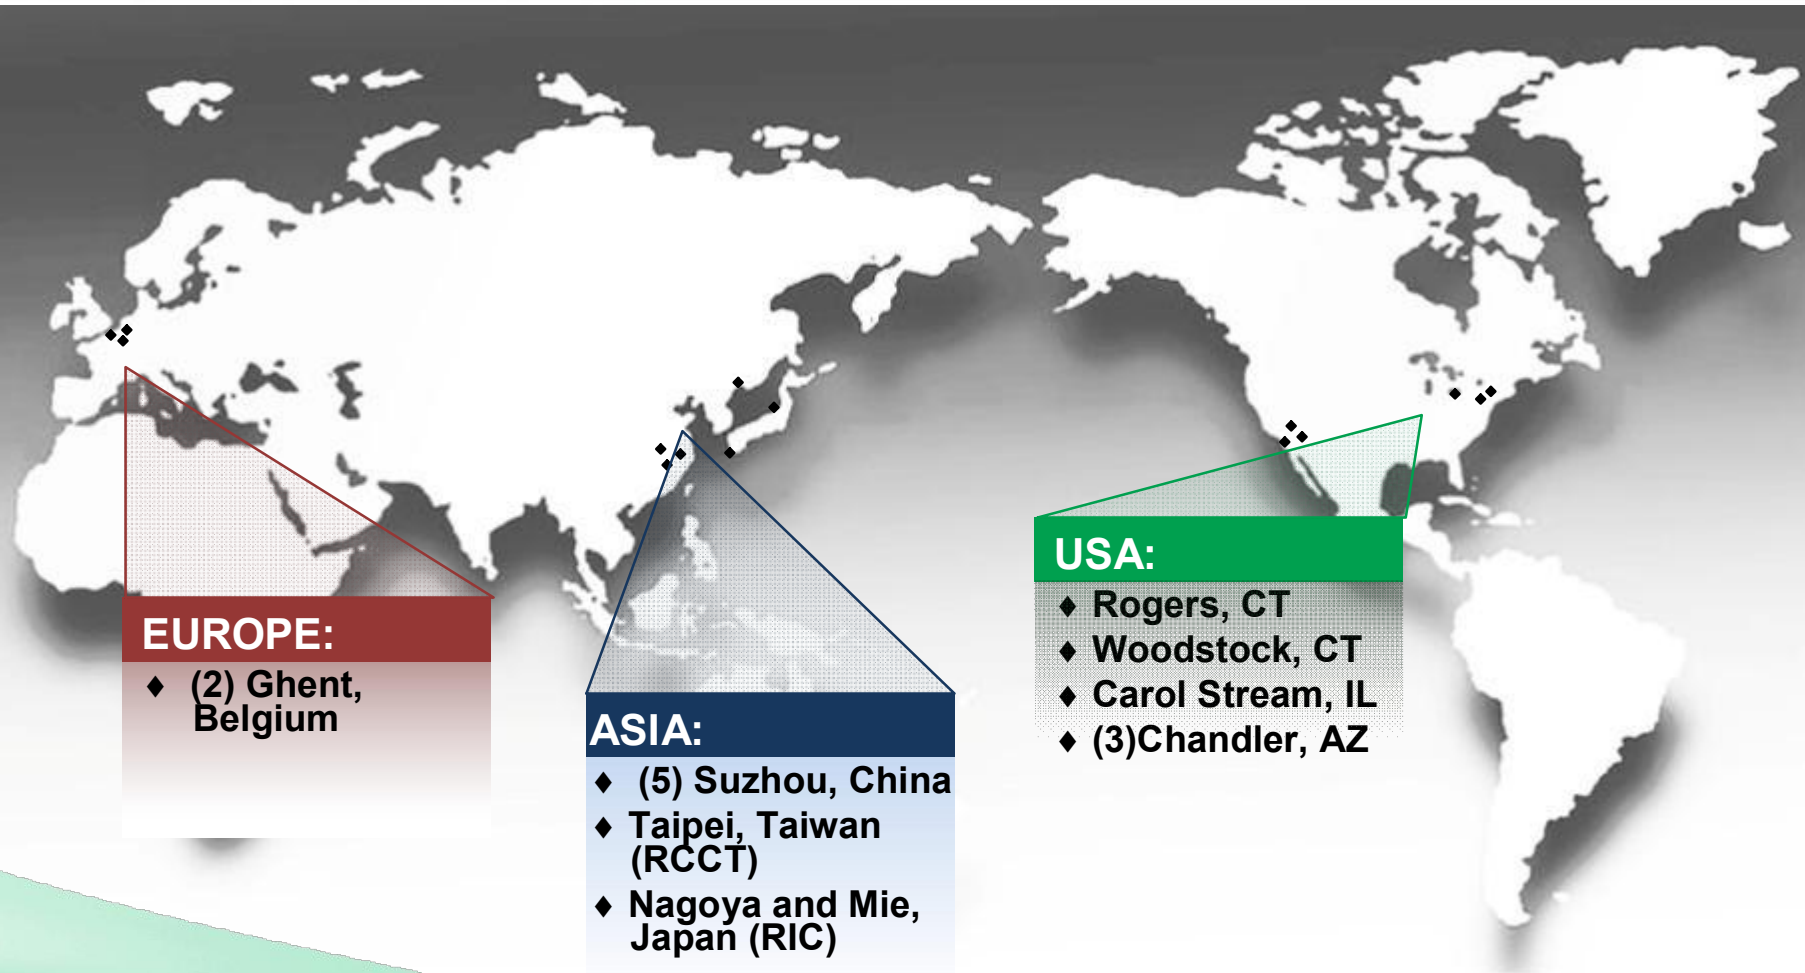 EUROPE:
♦ (2) Ghent,
Belgium
ASIA:
♦ (5) Suzhou, China
♦ Taipei, Taiwan
(RCCT)
♦ Nagoya and Mie,
Japan (RIC)
USA:
♦ Rogers, CT
♦ Woodstock, CT
♦ Carol Stream, IL
♦ (3)Chandler, AZ